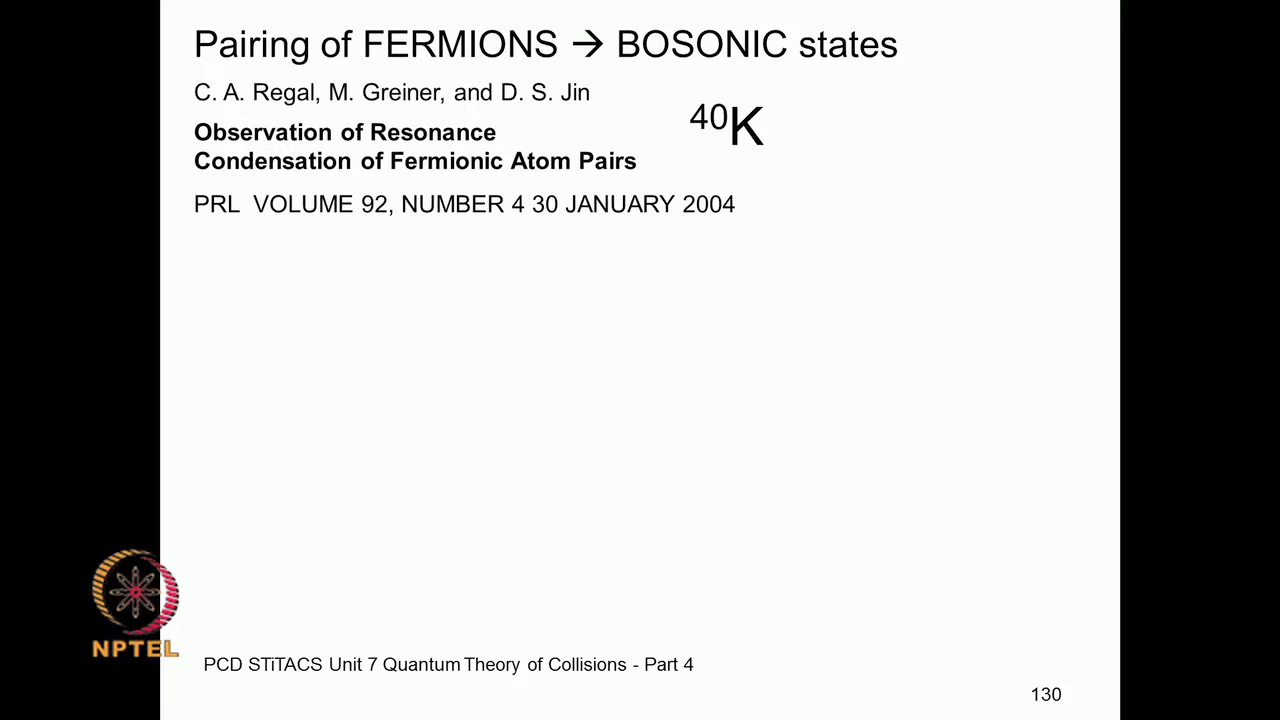 Pairing of FERMIONS → BOSONIC states
C. A. Regal, M. Greiner, and D. S. Jin
Observation of Resonance
Condensation of Fermionic Atom Pairs
⁴⁰K
PRL VOLUME 92, NUMBER 4 30 JANUARY 2004
NPTEL
PCD STiTACS Unit 7 Quantum Theory of Collisions - Part 4
130